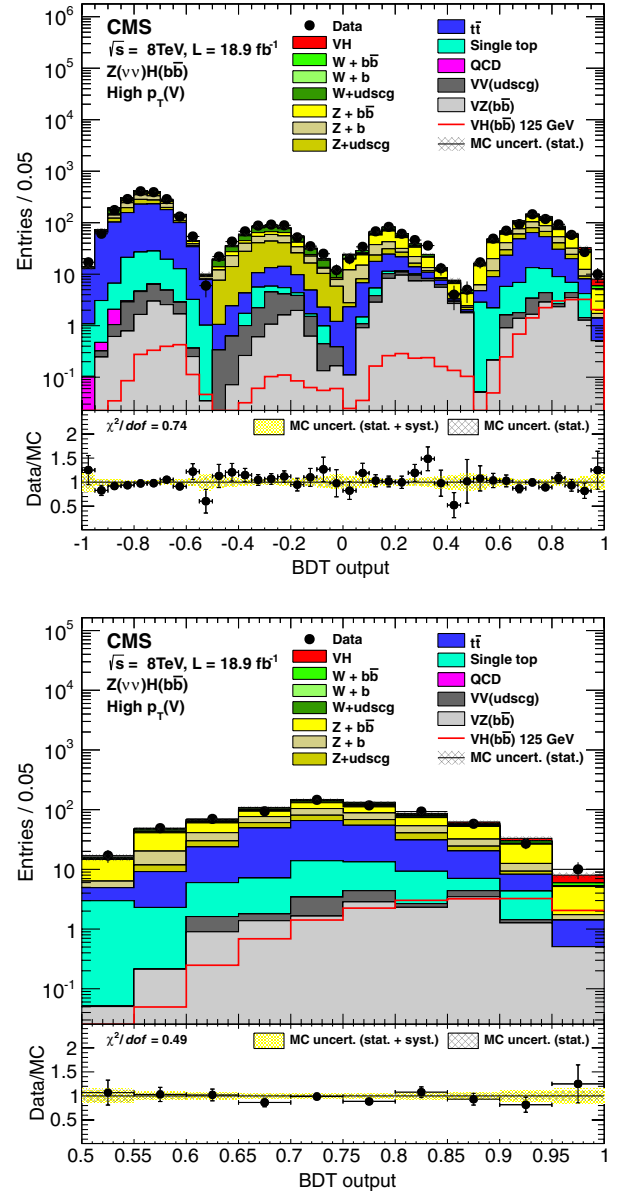 CMS
√s = 8TeV, L = 18.9 fb⁻¹
Z(νν)H(bb̄)
High p_T(V)
Data
VH
W + bb̄
W + b
W+udscg
Z + bb̄
Z + b
Z+udscg
tt̄
Single top
QCD
VV(udscg)
VZ(bb̄)
VH(bb̄) 125 GeV
MC uncert. (stat.)
Entries / 0.05
10⁶
10⁵
10⁴
10³
10²
10
1
10⁻¹
χ²/dof = 0.74
MC uncert. (stat. + syst.)
MC uncert. (stat.)
Data/MC
2
1.5
1
0.5
-1 -0.8 -0.6 -0.4 -0.2 0 0.2 0.4 0.6 0.8 1
BDT output
CMS
√s = 8TeV, L = 18.9 fb⁻¹
Z(νν)H(bb̄)
High p_T(V)
Data
VH
W + bb̄
W + b
W+udscg
Z + bb̄
Z + b
Z+udscg
tt̄
Single top
QCD
VV(udscg)
VZ(bb̄)
VH(bb̄) 125 GeV
MC uncert. (stat.)
Entries / 0.05
10⁵
10⁴
10³
10²
10
1
10⁻¹
χ²/dof = 0.49
MC uncert. (stat. + syst.)
MC uncert. (stat.)
Data/MC
2
1.5
1
0.5
0.5 0.55 0.6 0.65 0.7 0.75 0.8 0.85 0.9 0.95 1
BDT output